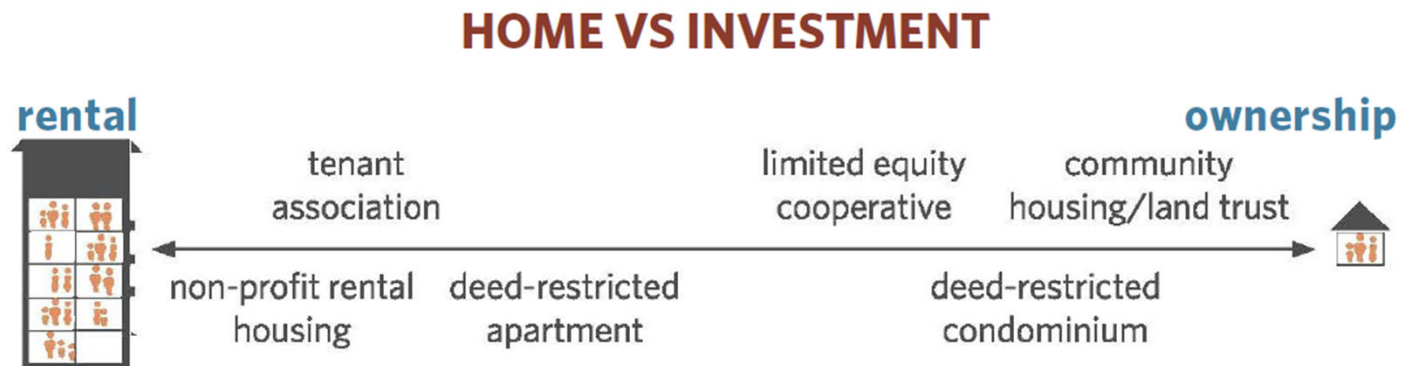 HOME VS INVESTMENT
rental
ownership
tenant
association
limited equity
cooperative
community
housing/land trust
non-profit rental
housing
deed-restricted
apartment
deed-restricted
condominium